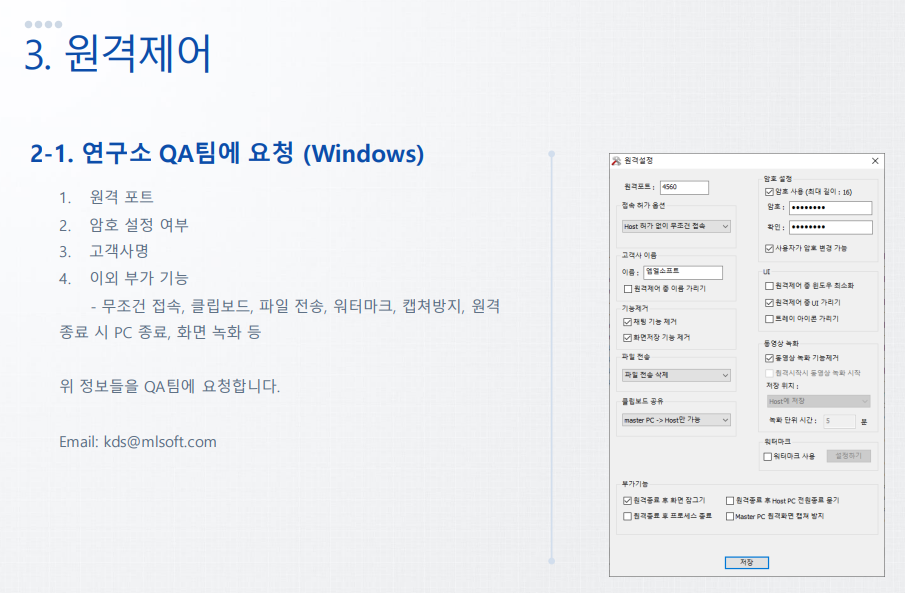 3. 원격제어
2-1. 연구소 QA팀에 요청 (Windows)
1. 원격 포트
2. 암호 설정 여부
3. 고객사명
4. 이외 부가 기능
- 무조건 접속, 클립보드, 파일 전송, 워터마크, 캡쳐방지, 원격
종료 시 PC 종료, 화면 녹화 등
위 정보들을 QA팀에 요청합니다.
Email: kds@mlsoft.com
원격설정
원격포트 : 4560
접속 허가 옵션
Host 허가 없이 무조건 접속
고객사 이름
이름 : 엠엘소프트
원격제어 중 이름 가리기
기능제거
채팅 기능 제거
화면저장 기능 제거
파일 전송
파일 전송 삭제
클립보드 공유
master PC -> Host만 가능
암호 설정
암호 사용 (최대 길이 : 16)
암호 : ●●●●●●●●
확인 : ●●●●●●●●
사용자가 암호 변경 가능
UI
원격제어 중 윈도우 최소화
원격제어 중 UI 가리기
트레이 아이콘 가리기
동영상 녹화
동영상 녹화 기능제거
원격시작시 동영상 녹화 시작
저장 위치 :
Host에 저장
녹화 단위 시간 : 5 분
워터마크
워터마크 사용 설정하기
부가기능
원격종료 후 화면 잠그기 원격종료 후 Host PC 전원종료 묻기
원격종료 후 프로세스 종료 Master PC 원격화면 캡쳐 방지
저장